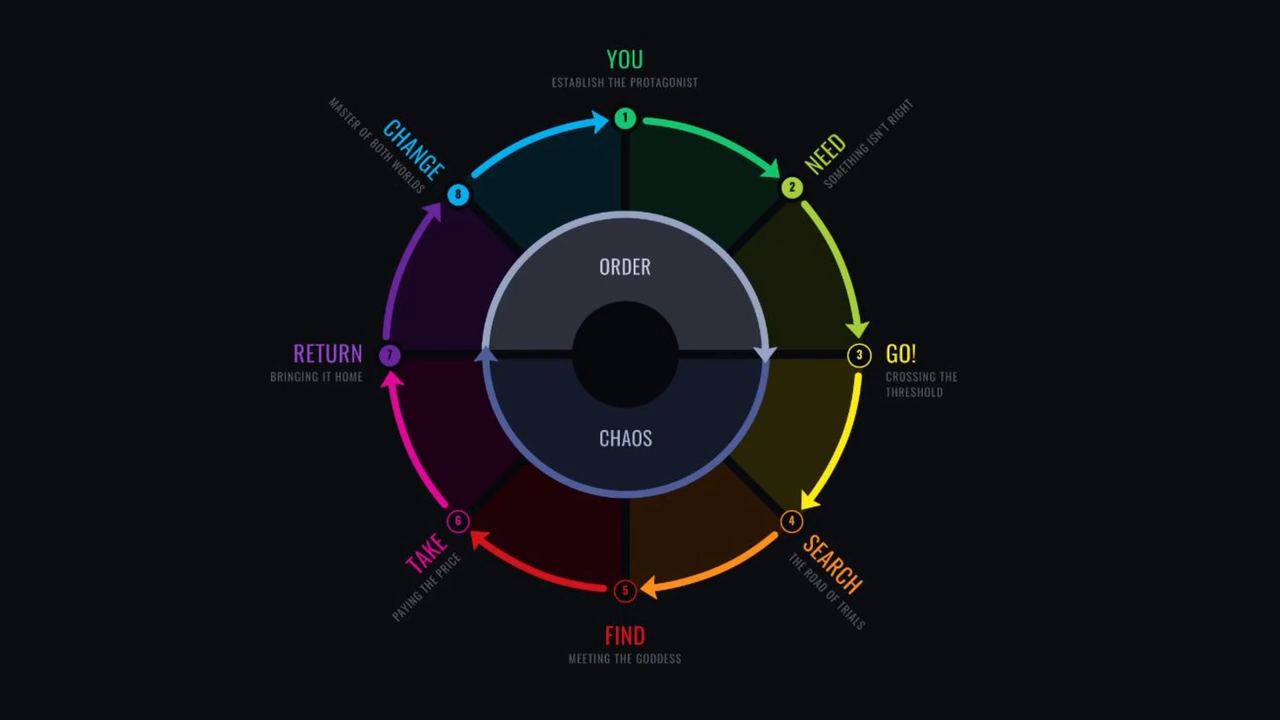 YOU
ESTABLISH THE PROTAGONIST
1
NEED
SOMETHING ISN'T RIGHT
2
GO!
CROSSING THE
THRESHOLD
3
SEARCH
THE ROAD OF TRIALS
4
FIND
MEETING THE GODDESS
5
TAKE
PAYING THE PRICE
6
RETURN
BRINGING IT HOME
7
CHANGE
MASTER OF BOTH WORLDS
8
ORDER
CHAOS